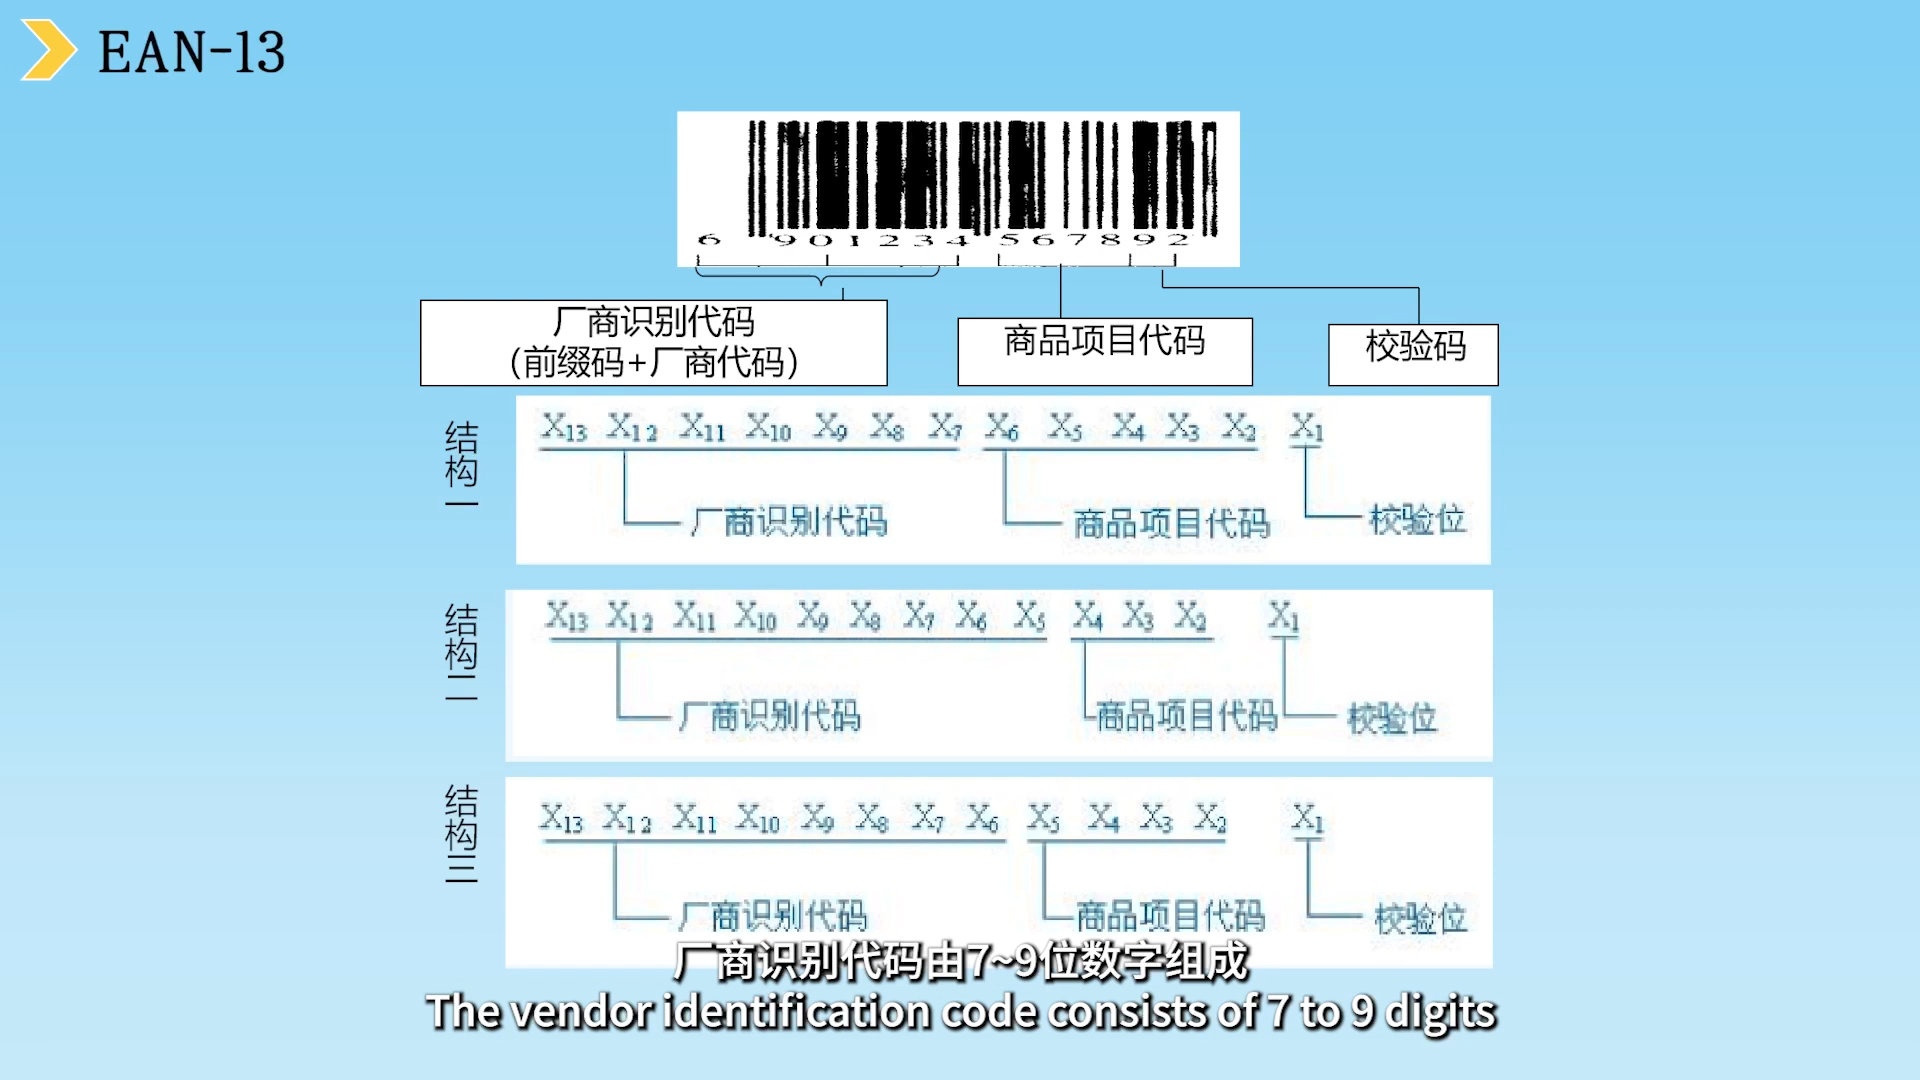 EAN-13
6 901234 567892
厂商识别代码
（前缀码+厂商代码）
商品项目代码
校验码
结构一
X13 X12 X11 X10 X9 X8 X7 X6 X5 X4 X3 X2 X1
厂商识别代码 商品项目代码 校验位
结构二
X13 X12 X11 X10 X9 X8 X7 X6 X5 X4 X3 X2 X1
厂商识别代码 商品项目代码 校验位
结构三
X13 X12 X11 X10 X9 X8 X7 X6 X5 X4 X3 X2 X1
厂商识别代码 商品项目代码 校验位
厂商识别代码由7~9位数字组成
The vendor identification code consists of 7 to 9 digits